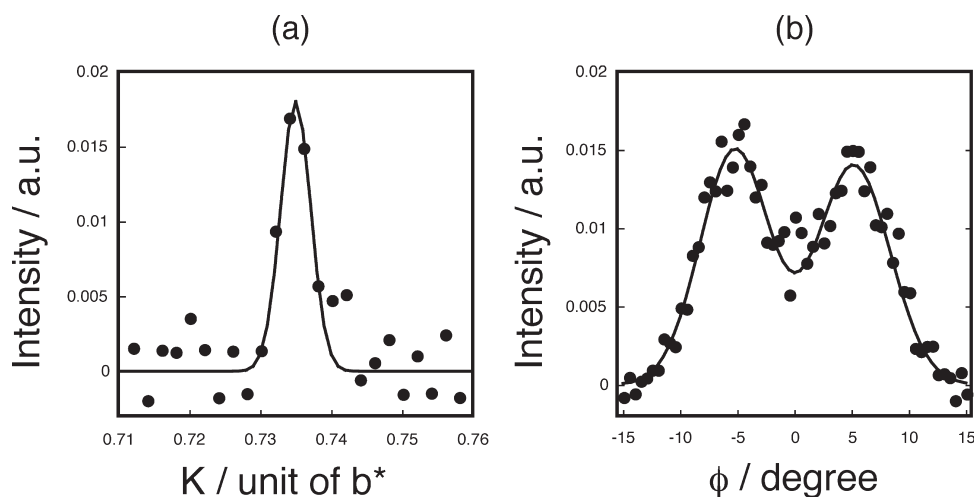 (a)
Intensity / a.u.
0.02
0.015
0.01
0.005
0
0.71 0.72 0.73 0.74 0.75 0.76
K / unit of b*
(b)
Intensity / a.u.
0.02
0.015
0.01
0.005
0
-15 -10 -5 0 5 10 15
ϕ / degree